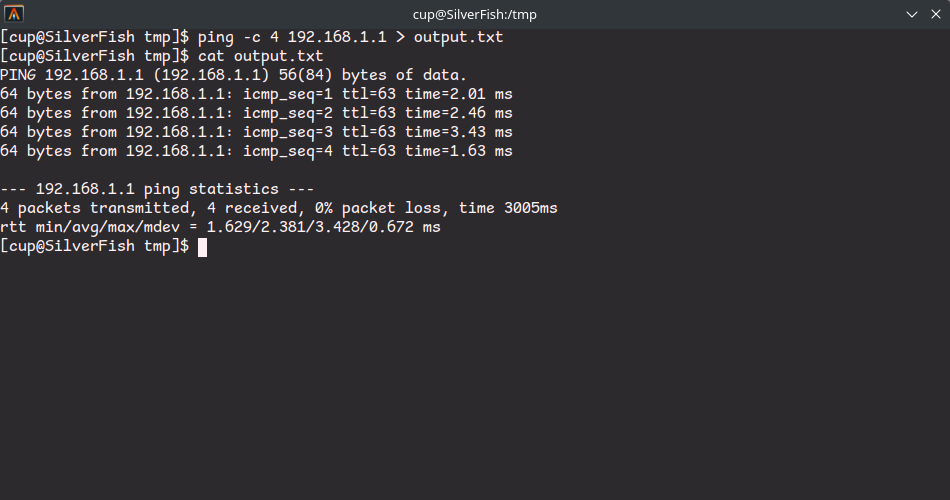 cup@SilverFish:/tmp
[cup@SilverFish tmp]$ ping -c 4 192.168.1.1 > output.txt
[cup@SilverFish tmp]$ cat output.txt
PING 192.168.1.1 (192.168.1.1) 56(84) bytes of data.
64 bytes from 192.168.1.1: icmp_seq=1 ttl=63 time=2.01 ms
64 bytes from 192.168.1.1: icmp_seq=2 ttl=63 time=2.46 ms
64 bytes from 192.168.1.1: icmp_seq=3 ttl=63 time=3.43 ms
64 bytes from 192.168.1.1: icmp_seq=4 ttl=63 time=1.63 ms

--- 192.168.1.1 ping statistics ---
4 packets transmitted, 4 received, 0% packet loss, time 3005ms
rtt min/avg/max/mdev = 1.629/2.381/3.428/0.672 ms
[cup@SilverFish tmp]$